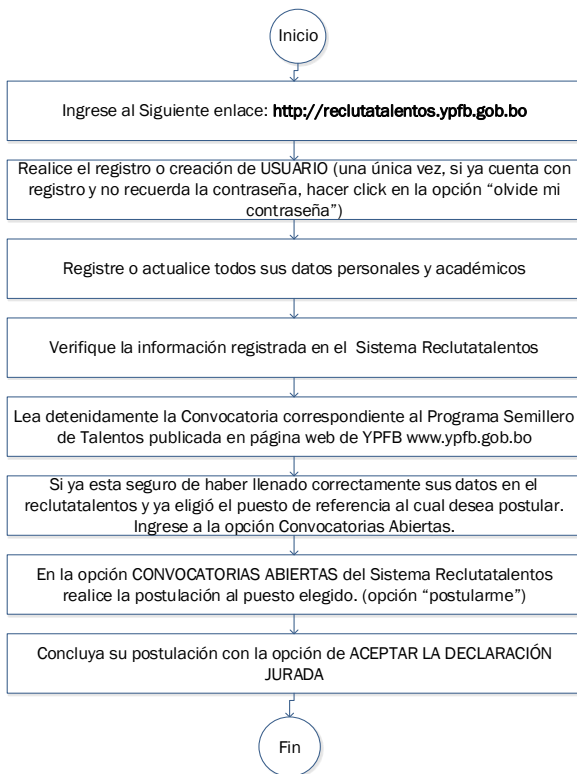 Inicio
Ingrese al Siguiente enlace: http://reclutatalentos.ypfb.gob.bo
Realice el registro o creación de USUARIO (una única vez, si ya cuenta con
registro y no recuerda la contraseña, hacer click en la opción “olvide mi
contraseña”)
Registre o actualice todos sus datos personales y académicos
Verifique la información registrada en el Sistema Reclutatalentos
Lea detenidamente la Convocatoria correspondiente al Programa Semillero
de Talentos publicada en página web de YPFB www.ypfb.gob.bo
Si ya esta seguro de haber llenado correctamente sus datos en el
reclutatalentos y ya eligió el puesto de referencia al cual desea postular.
Ingrese a la opción Convocatorias Abiertas.
En la opción CONVOCATORIAS ABIERTAS del Sistema Reclutatalentos
realice la postulación al puesto elegido. (opción “postularme”)
Concluya su postulación con la opción de ACEPTAR LA DECLARACIÓN
JURADA
Fin